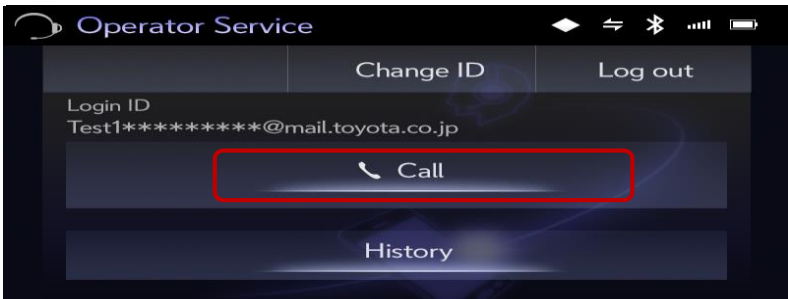 Operator Service
Change ID Log out
Login ID
Test1*********@mail.toyota.co.jp
Call
History